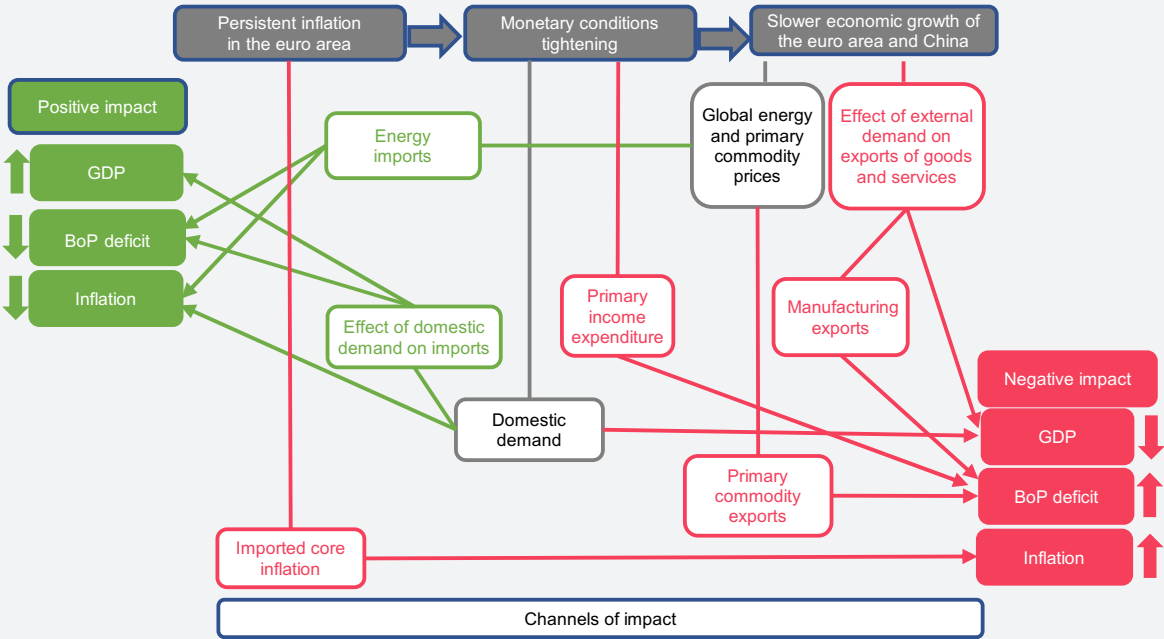 Persistent inflation
in the euro area
Monetary conditions
tightening
Slower economic growth of
the euro area and China
Positive impact
GDP
BoP deficit
Inflation
Energy
imports
Global energy
and primary
commodity
prices
Effect of external
demand on
exports of goods
and services
Effect of domestic
demand on imports
Primary
income
expenditure
Manufacturing
exports
Domestic
demand
Primary
commodity
exports
Imported core
inflation
Negative impact
GDP
BoP deficit
Inflation
Channels of impact